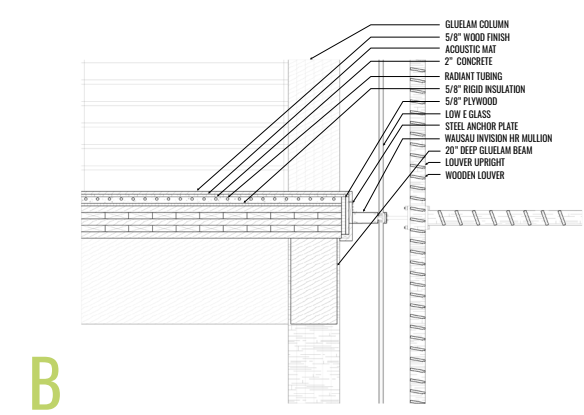 GLUELAM COLUMN
5/8" WOOD FINISH
ACOUSTIC MAT
2" CONCRETE
RADIANT TUBING
5/8" RIGID INSULATION
5/8" PLYWOOD
LOW E GLASS
STEEL ANCHOR PLATE
WAUSAU INVISION HR MULLION
20" DEEP GLUELAM BEAM
LOUVER UPRIGHT
WOODEN LOUVER
B